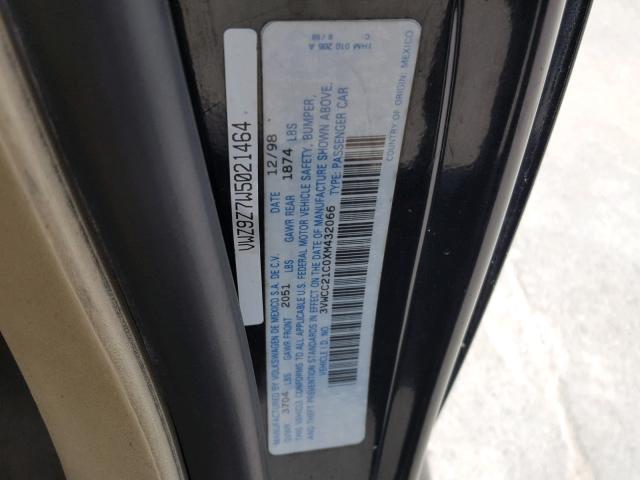 VWZ9Z7W5021464
MANUFACTURED BY VOLKSWAGEN DE MEXICO S.A. DE C.V. DATE 12/98
GVWR 3704 LBS GAWR FRONT 2051 LBS GAWR REAR 1874 LBS
THIS VEHICLE CONFORMS TO ALL APPLICABLE U.S. FEDERAL MOTOR VEHICLE SAFETY, BUMPER,
AND THEFT PREVENTION STANDARDS IN EFFECT ON THE DATE OF MANUFACTURE SHOWN ABOVE.
VEHICLE I.D. NO. 3VWCC21C0XM432066 TYPE: PASSENGER CAR
COUNTRY OF ORIGIN: MEXICO
1HM 010 205 A